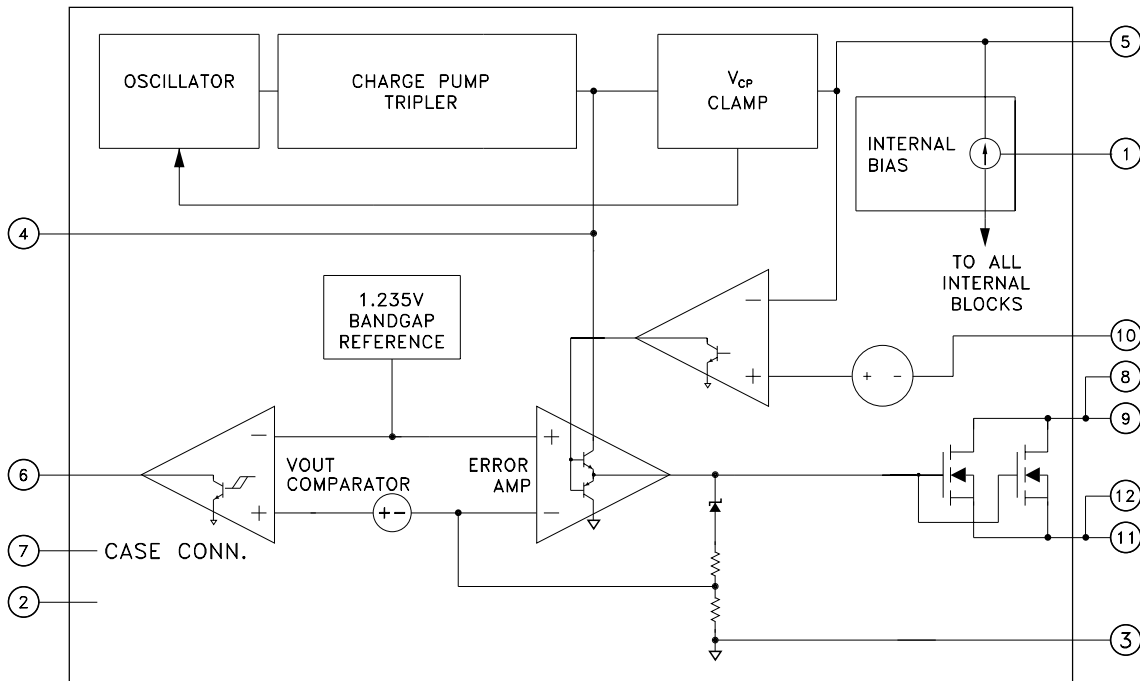 OSCILLATOR
CHARGE PUMP
TRIPLER
VCP
CLAMP
5
INTERNAL
BIAS
1
4
TO ALL
INTERNAL
BLOCKS
1.235V
BANDGAP
REFERENCE
−
+
+ −
10
8
9
6
−
+
VOUT
COMPARATOR
+−
ERROR
AMP
+
−
12
11
7
CASE CONN.
2
3